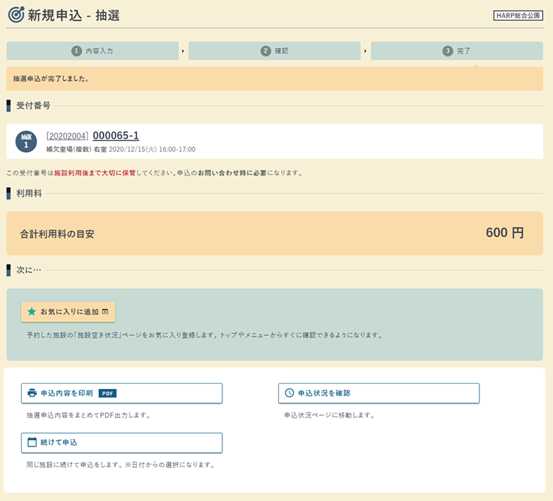 新規申込 - 抽選
HARP総合公園
1 内容入力
2 確認
3 完了
抽選申込が完了しました。
受付番号
抽選 1
[20202004] 000065-1
補欠室場(複数) 右室 2020/12/15(火) 16:00-17:00
この受付番号は施設利用後まで大切に保管してください。申込のお問い合わせ時に必要になります。
利用料
合計利用料の目安
600 円
次に…
お気に入りに追加
予約した施設の「施設空き状況」ページをお気に入り登録します。トップやメニューからすぐに確認できるようになります。
申込内容を印刷 PDF
申込状況を確認
抽選申込内容をまとめてPDF出力します。
申込状況ページに移動します。
続けて申込
同じ施設に続けて申込をします。※日付からの選択になります。